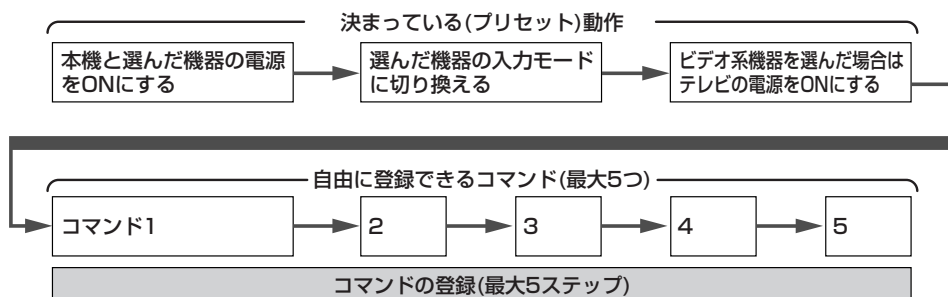 決まっている(プリセット)動作
本機と選んだ機器の電源
をONにする
選んだ機器の入力モード
に切り換える
ビデオ系機器を選んだ場合は
テレビの電源をONにする
自由に登録できるコマンド(最大5つ)
コマンド1
2
3
4
5
コマンドの登録(最大5ステップ)